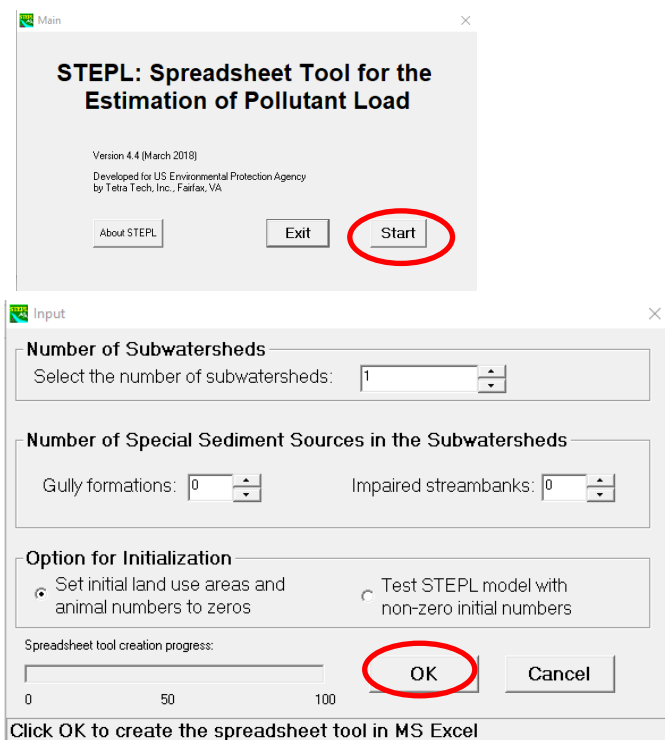 Main
STEPL: Spreadsheet Tool for the
Estimation of Pollutant Load
Version 4.4 (March 2018)
Developed for US Environmental Protection Agency
by Tetra Tech, Inc., Fairfax, VA
About STEPL
Exit
Start
Input
Number of Subwatersheds
Select the number of subwatersheds: 1
Number of Special Sediment Sources in the Subwatersheds
Gully formations: 0 Impaired streambanks: 0
Option for Initialization
Set initial land use areas and
animal numbers to zeros
Test STEPL model with
non-zero initial numbers
Spreadsheet tool creation progress:
0 50 100
OK
Cancel
Click OK to create the spreadsheet tool in MS Excel